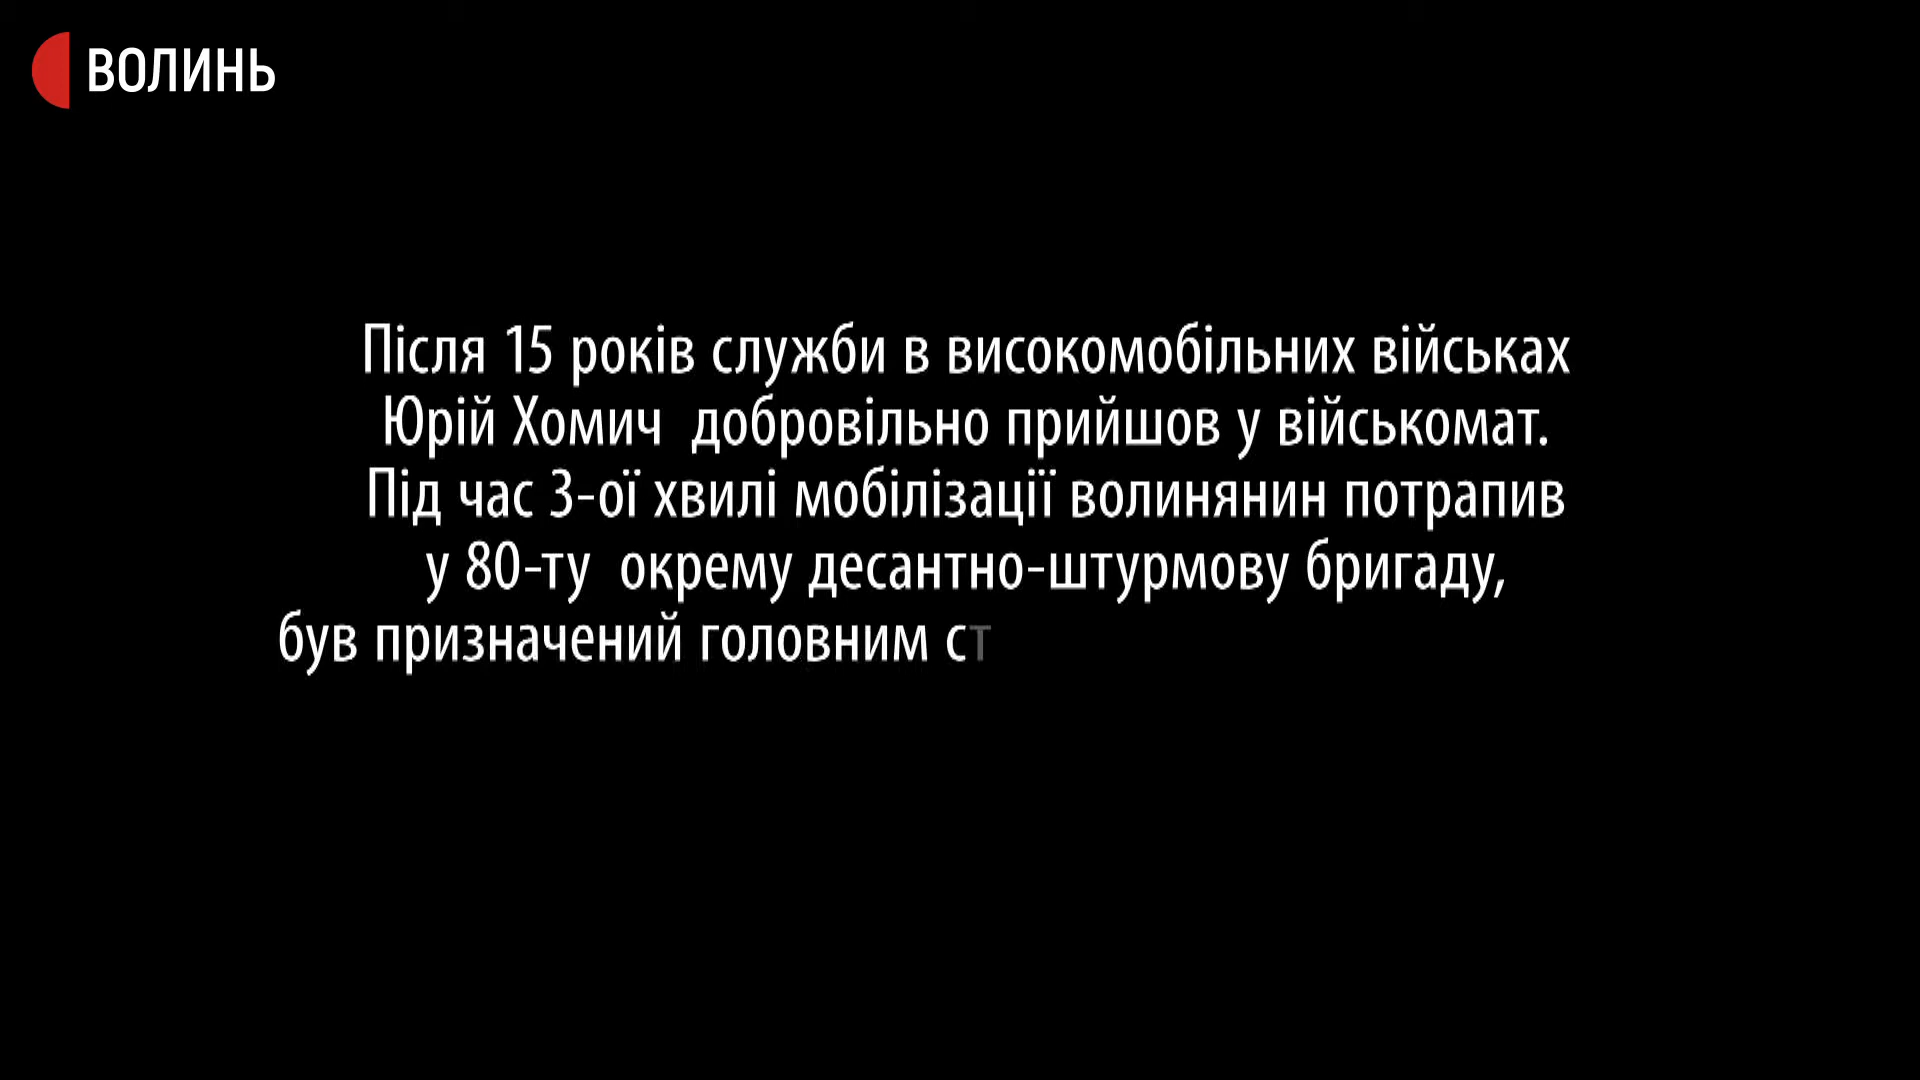 ВОЛИНЬ
Після 15 років служби в високомобільних військах
Юрій Хомич добровільно прийшов у військомат.
Під час 3-ої хвилі мобілізації волинянин потрапив
у 80-ту окрему десантно-штурмову бригаду,
був призначений головним ст